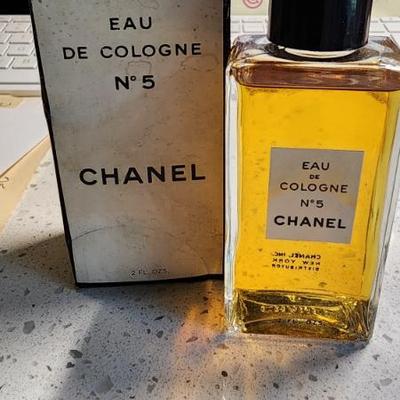 EAU
DE COLOGNE
N° 5
CHANEL
2 FL. OZS.
EAU
DE
COLOGNE
N°5
CHANEL
CHANEL INC.
NEW YORK
DISTRIBUTOR